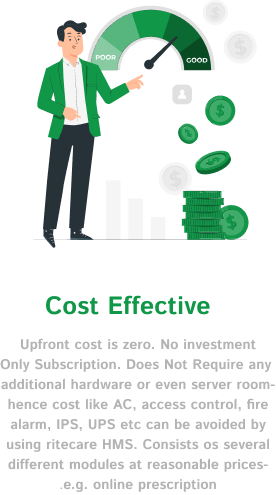 POOR
GOOD
Cost Effective
Upfront cost is zero. No investment
Only Subscription. Does Not Require any
additional hardware or even server room-
hence cost like AC, access control, fire
alarm, IPS, UPS etc can be avoided by
using ritecare HMS. Consists os several
different modules at reasonable prices-
.e.g. online prescription